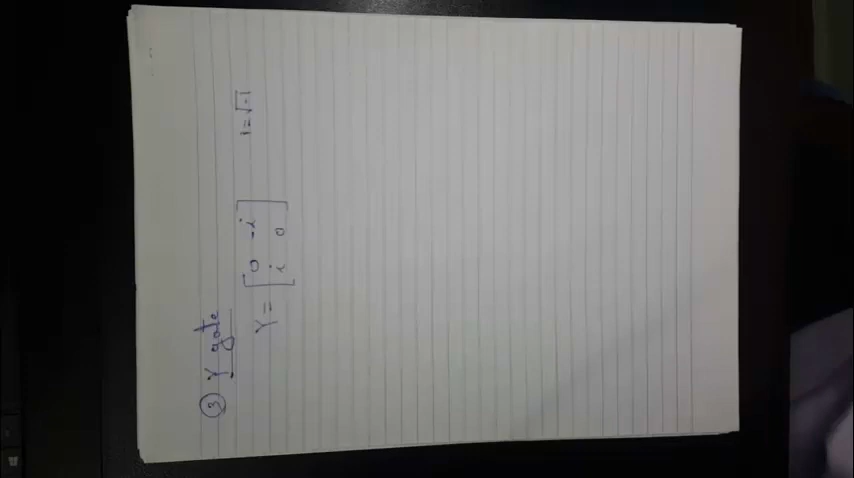 ③ Y gate
Y = [ 0 -i
i 0 ] i = √-1